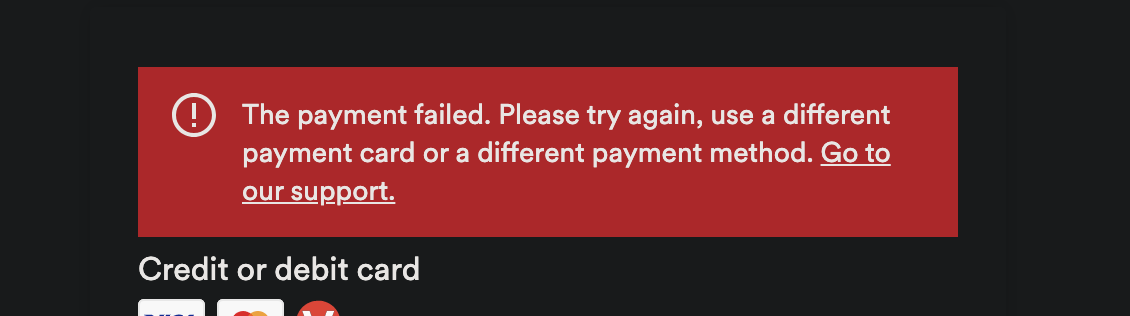 The payment failed. Please try again, use a different
payment card or a different payment method. Go to
our support.
Credit or debit card